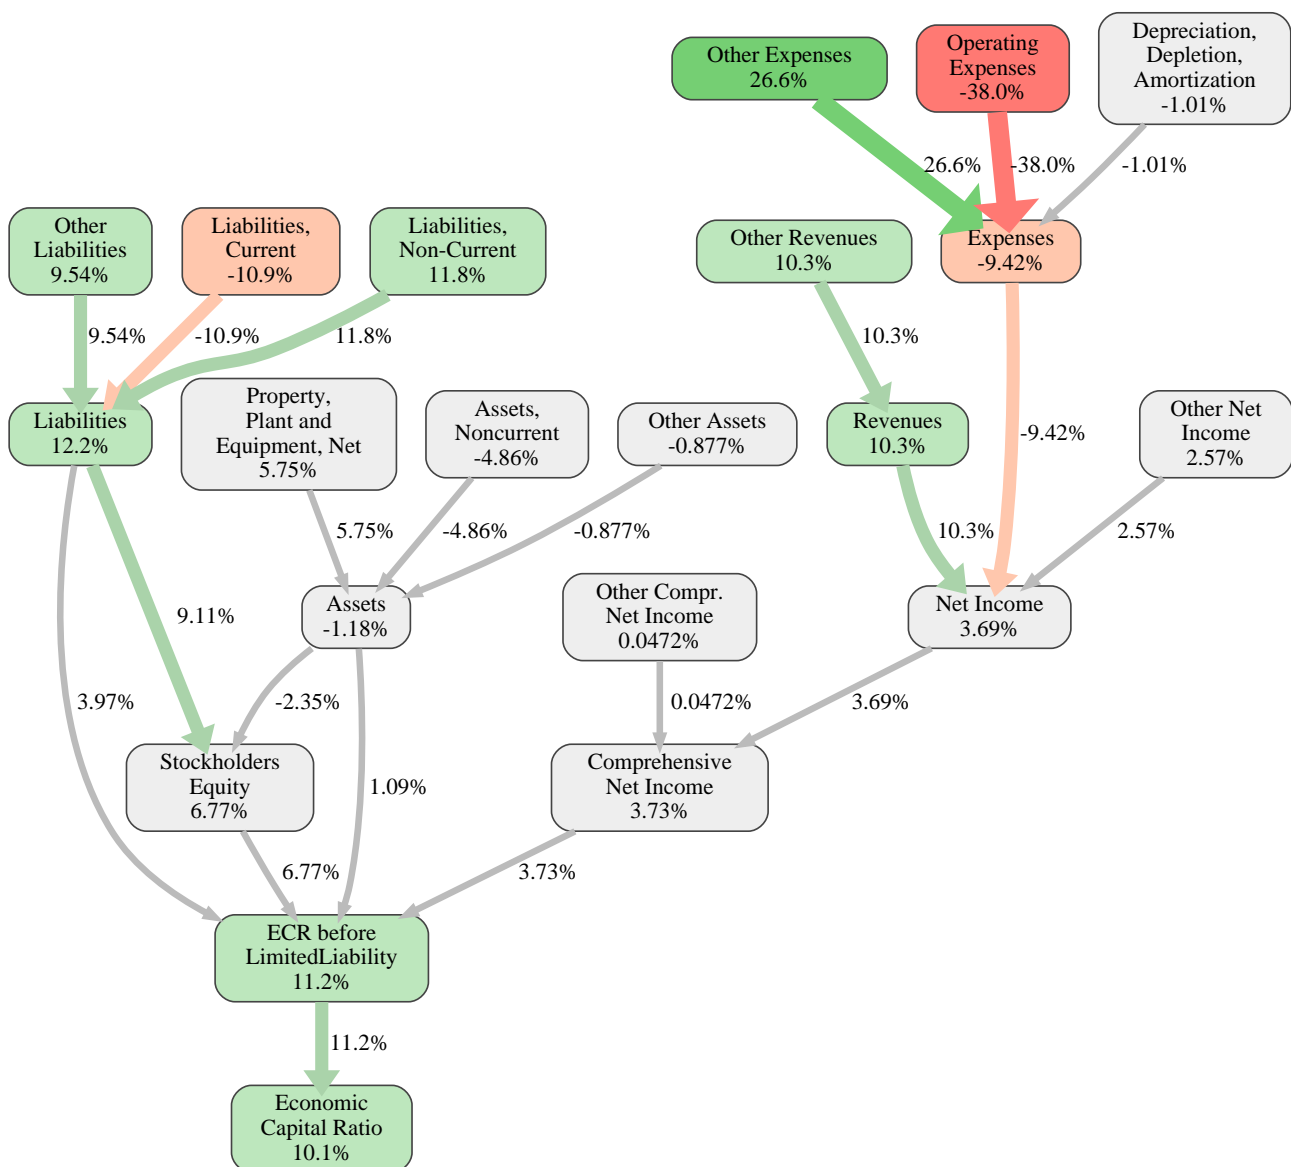 Other Expenses
26.6%
Operating
Expenses
-38.0%
Depreciation,
Depletion,
Amortization
-1.01%
26.6%
-38.0%
-1.01%
Other
Liabilities
9.54%
Liabilities,
Current
-10.9%
Liabilities,
Non-Current
11.8%
Other Revenues
10.3%
Expenses
-9.42%
9.54%
-10.9%
11.8%
10.3%
Liabilities
12.2%
Property,
Plant and
Equipment, Net
5.75%
Assets,
Noncurrent
-4.86%
Other Assets
-0.877%
Revenues
10.3%
-9.42%
Other Net
Income
2.57%
5.75%
-4.86%
-0.877%
10.3%
2.57%
Assets
-1.18%
Other Compr.
Net Income
0.0472%
Net Income
3.69%
9.11%
3.97%
-2.35%
0.0472%
3.69%
Stockholders
Equity
6.77%
1.09%
Comprehensive
Net Income
3.73%
6.77%
3.73%
ECR before
LimitedLiability
11.2%
11.2%
Economic
Capital Ratio
10.1%